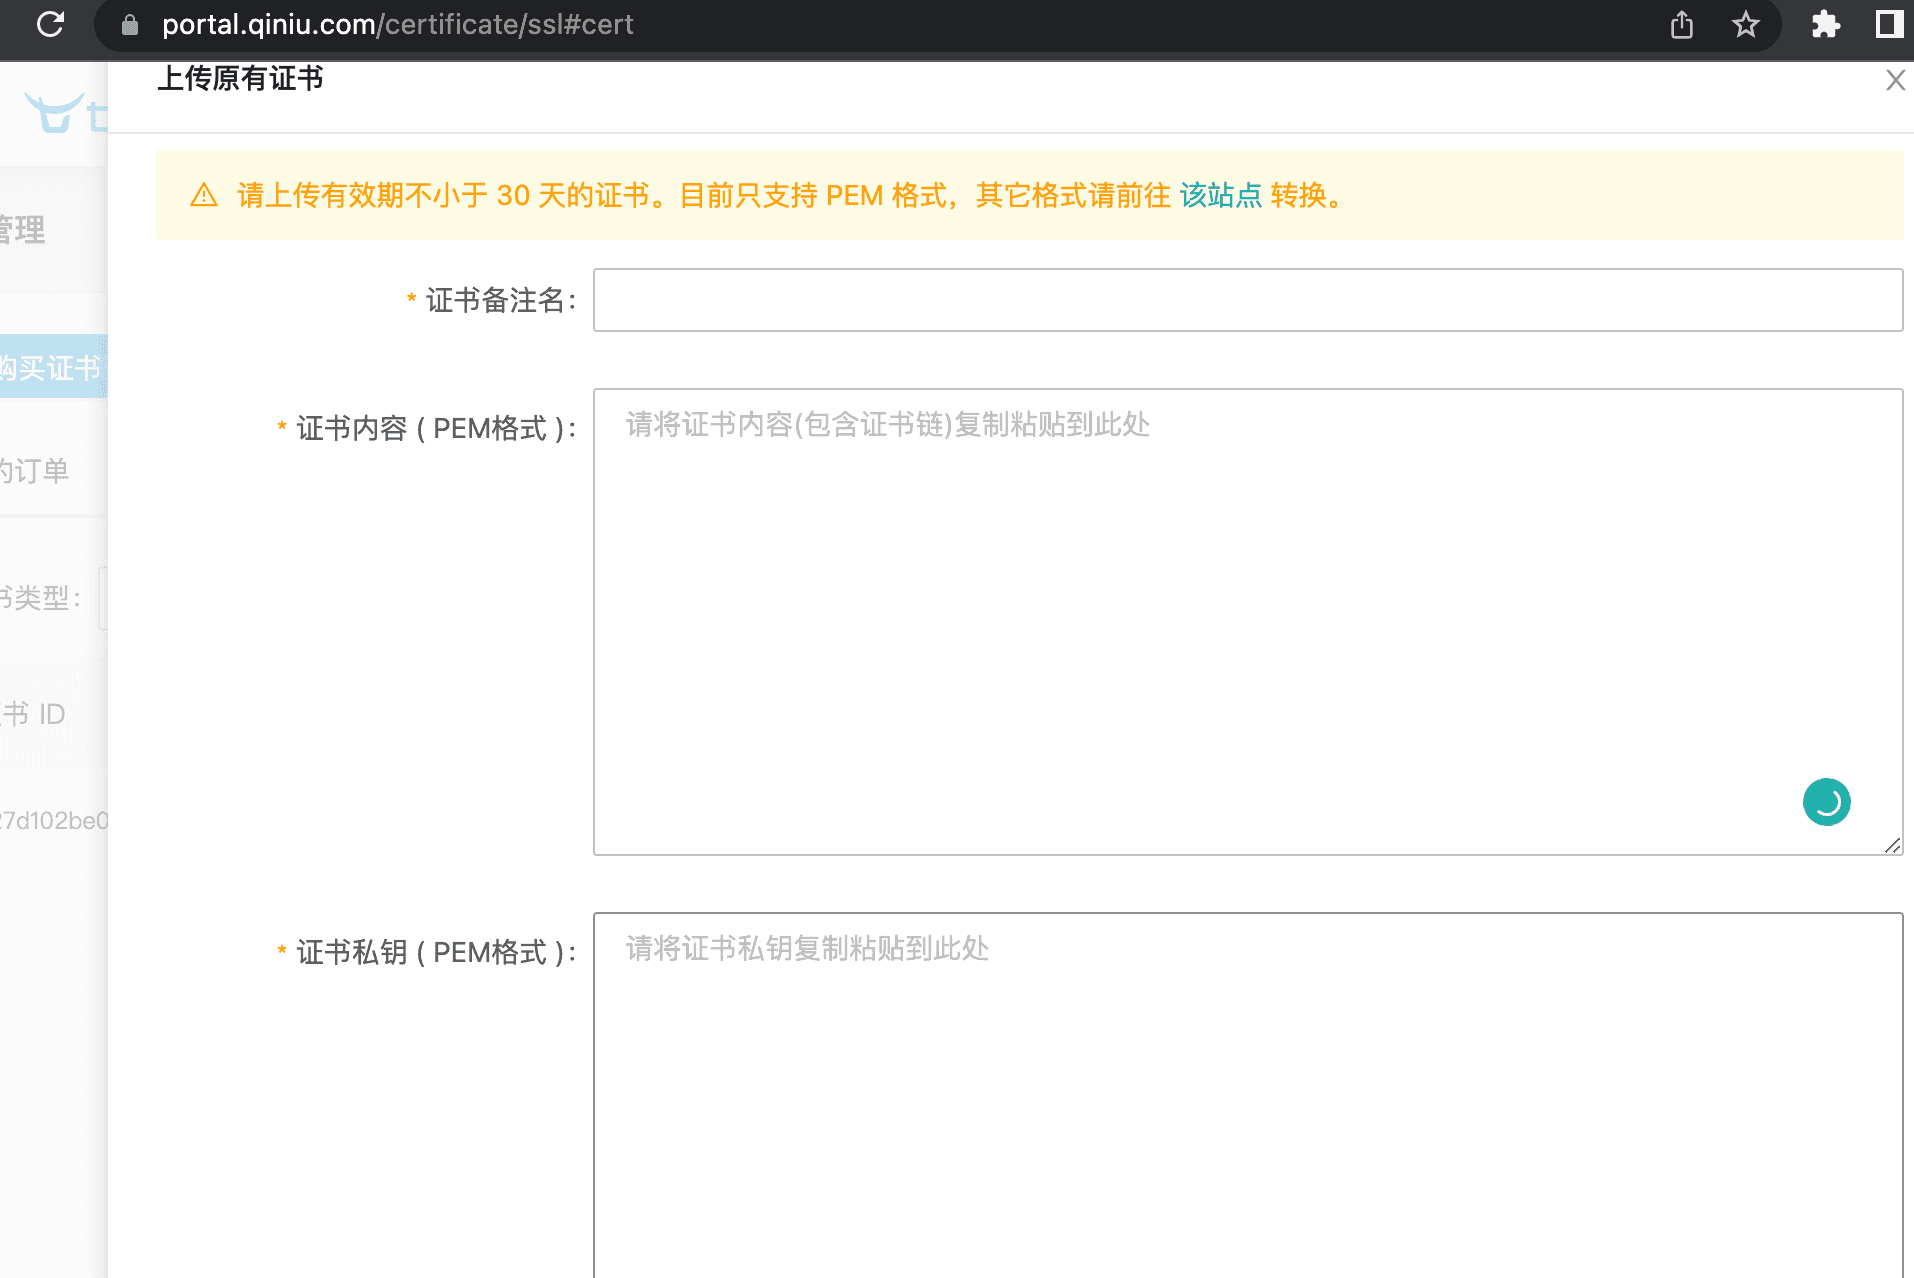 portal.qiniu.com/certificate/ssl#cert
上传原有证书
请上传有效期不小于 30 天的证书。目前只支持 PEM 格式，其它格式请前往 该站点 转换。
管理
* 证书备注名：
购买证书
* 证书内容 ( PEM格式 )：
请将证书内容(包含证书链)复制粘贴到此处
的订单
书类型：
证书 ID
27d102be0
* 证书私钥 ( PEM格式 )：
请将证书私钥复制粘贴到此处